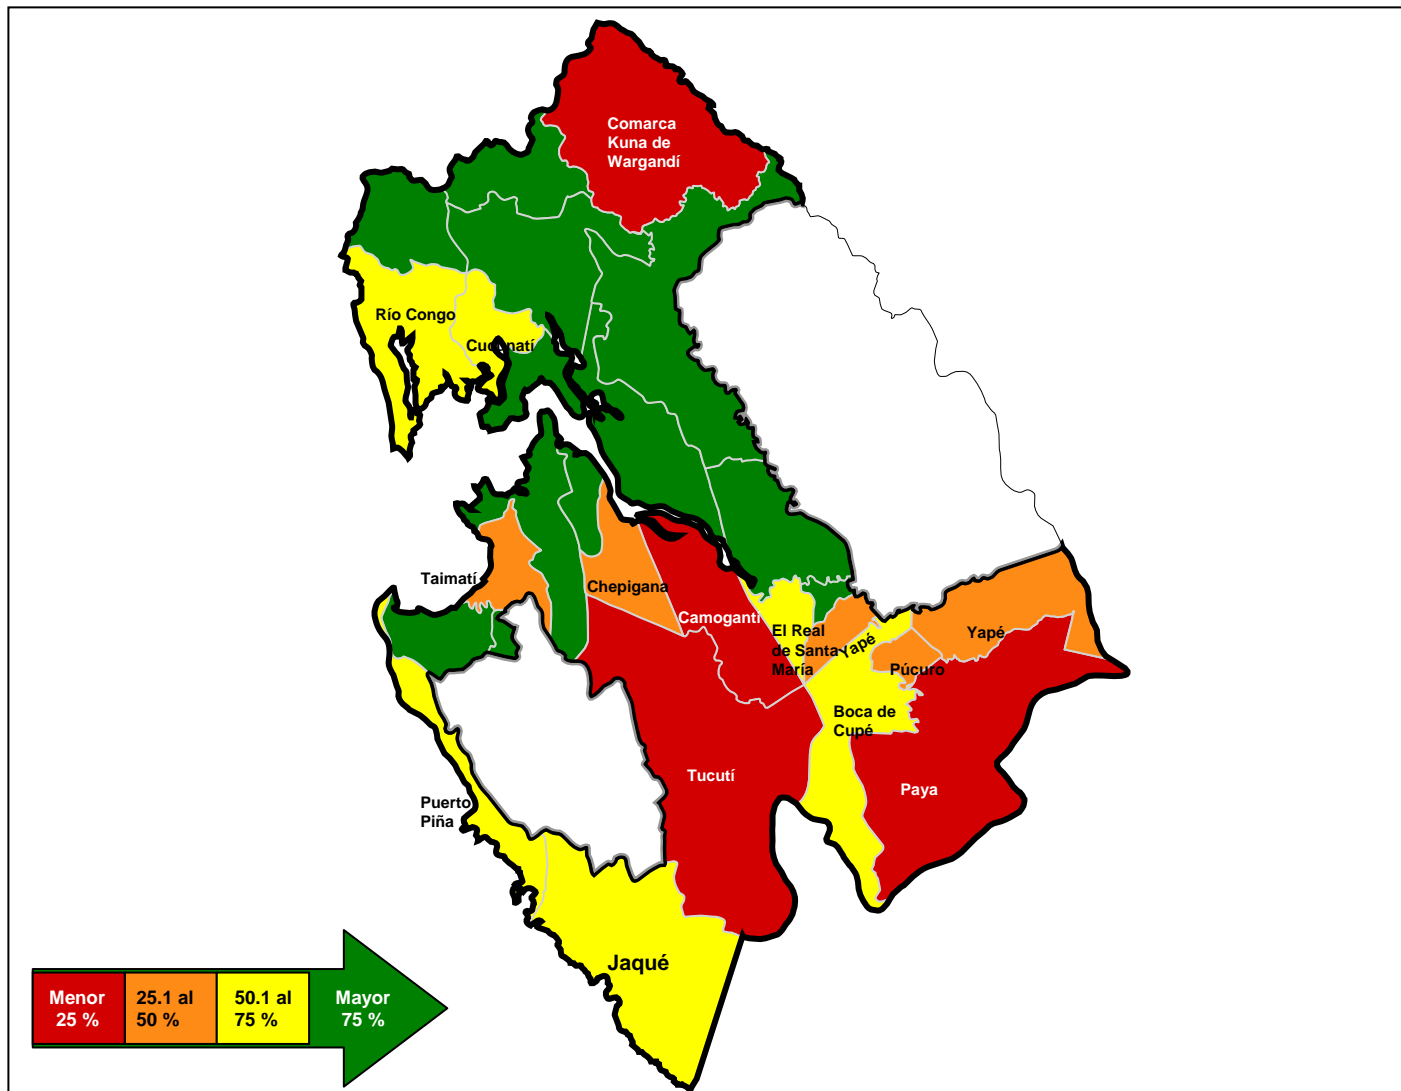 Comarca
Kuna de
Wargandí
Río Congo
Cucunatí
Taimatí
Chepigana
Camogantí
El Real
de Santa
María
Yapé
Yapé
Púcuro
Boca de
Cupé
Tucutí
Paya
Puerto
Piña
Jaqué
Menor
25 %
25.1 al
50 %
50.1 al
75 %
Mayor
75 %